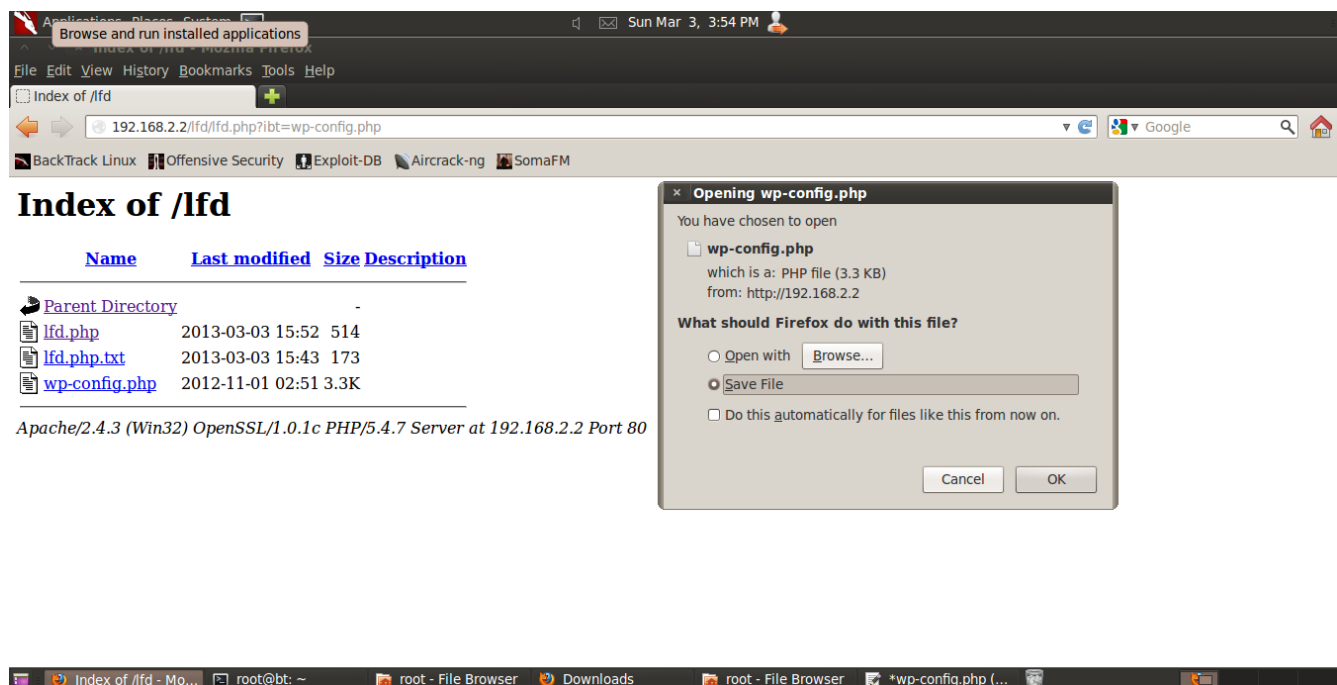 Applications Places System
Sun Mar 3, 3:54 PM
Browse and run installed applications
Index of /lfd - Mozilla Firefox
File Edit View History Bookmarks Tools Help
Index of /lfd
192.168.2.2/lfd/lfd.php?ibt=wp-config.php
Google
BackTrack Linux Offensive Security Exploit-DB Aircrack-ng SomaFM
Index of /lfd
Name Last modified Size Description
Parent Directory -
lfd.php 2013-03-03 15:52 514
lfd.php.txt 2013-03-03 15:43 173
wp-config.php 2012-11-01 02:51 3.3K
Apache/2.4.3 (Win32) OpenSSL/1.0.1c PHP/5.4.7 Server at 192.168.2.2 Port 80
Opening wp-config.php
You have chosen to open
wp-config.php
which is a: PHP file (3.3 KB)
from: http://192.168.2.2
What should Firefox do with this file?
Open with Browse...
Save File
Do this automatically for files like this from now on.
Cancel OK
Index of /lfd - Mo... root@bt: ~ root - File Browser Downloads root - File Browser *wp-config.php (...